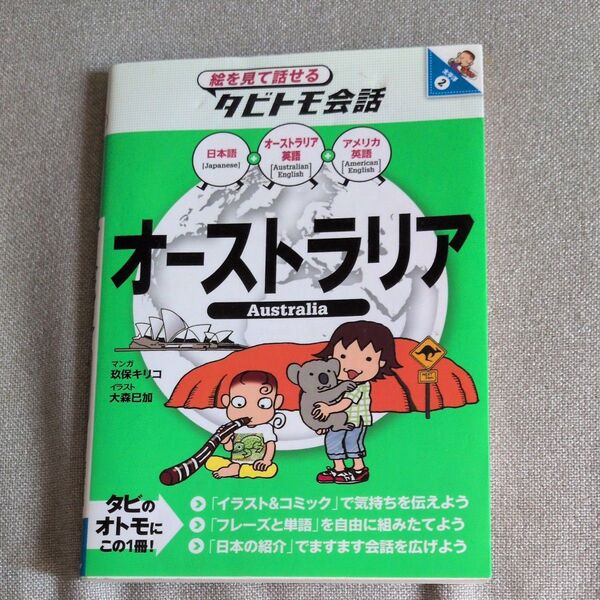 絵を見て話せる
タビトモ会話
太平洋
2
日本語
[Japanese]
+
オーストラリア
英語
[Australian
English]
+
アメリカ
英語
[American
English]
オーストラリア
Australia
マンガ
玖保キリコ
イラスト
大森巳加
タビの
オトモに
この1冊!
「イラスト&コミック」で気持ちを伝えよう
「フレーズと単語」を自由に組みたてよう
「日本の紹介」でますます会話を広げよう